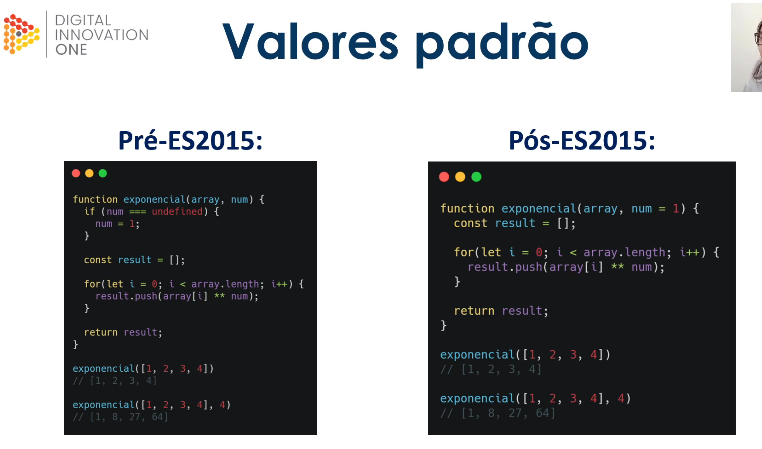 DIGITAL
INNOVATION
ONE
Valores padrão
Pré-ES2015:
function exponencial(array, num) {
  if (num === undefined) {
    num = 1;
  }
  const result = [];
  for(let i = 0; i < array.length; i++) {
    result.push(array[i] ** num);
  }
  return result;
}
exponencial([1, 2, 3, 4])
// [1, 2, 3, 4]
exponencial([1, 2, 3, 4], 4)
// [1, 8, 27, 64]
Pós-ES2015:
function exponencial(array, num = 1) {
  const result = [];
  for(let i = 0; i < array.length; i++) {
    result.push(array[i] ** num);
  }
  return result;
}
exponencial([1, 2, 3, 4])
// [1, 2, 3, 4]
exponencial([1, 2, 3, 4], 4)
// [1, 8, 27, 64]